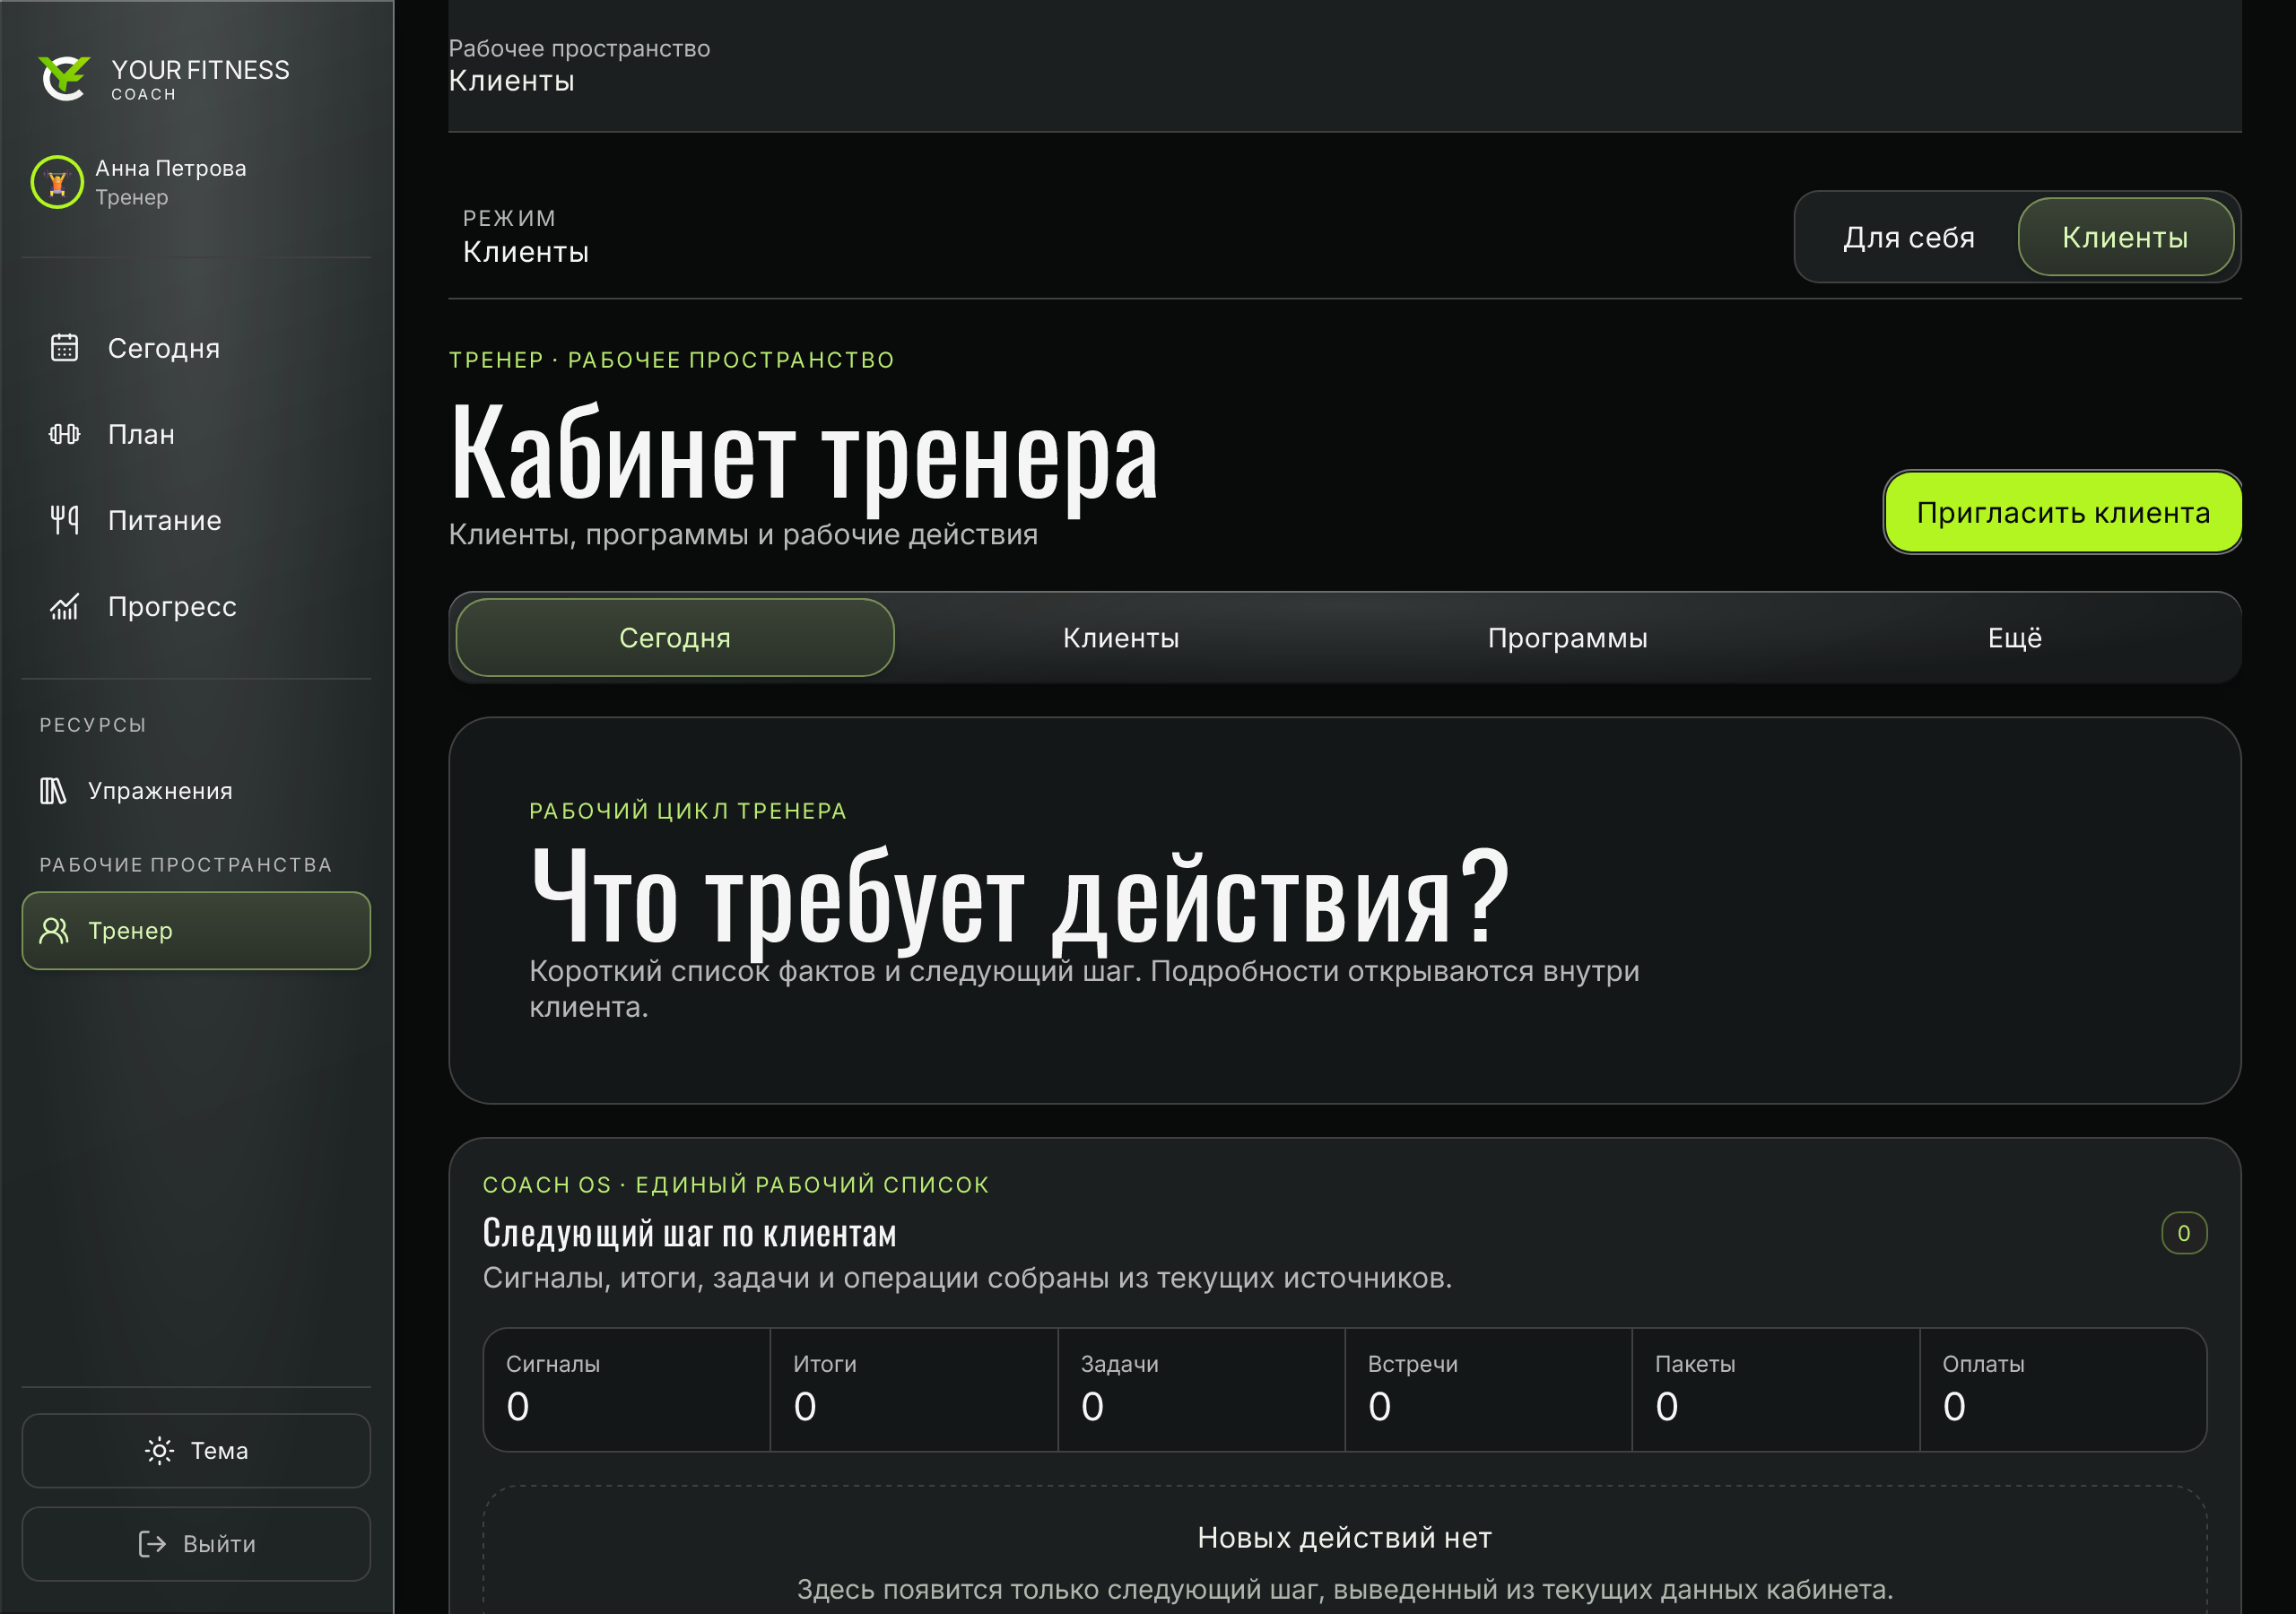 YOUR FITNESS
COACH
Анна Петрова
Тренер
Сегодня
План
Питание
Прогресс
РЕСУРСЫ
Упражнения
РАБОЧИЕ ПРОСТРАНСТВА
Тренер
Тема
Выйти
Рабочее пространство
Клиенты
РЕЖИМ
Клиенты
Для себя
Клиенты
ТРЕНЕР · РАБОЧЕЕ ПРОСТРАНСТВО
Кабинет тренера
Клиенты, программы и рабочие действия
Пригласить клиента
Сегодня
Клиенты
Программы
Ещё
РАБОЧИЙ ЦИКЛ ТРЕНЕРА
Что требует действия?
Короткий список фактов и следующий шаг. Подробности открываются внутри
клиента.
COACH OS · ЕДИНЫЙ РАБОЧИЙ СПИСОК
Следующий шаг по клиентам
0
Сигналы, итоги, задачи и операции собраны из текущих источников.
Сигналы
0
Итоги
0
Задачи
0
Встречи
0
Пакеты
0
Оплаты
0
Новых действий нет
Здесь появится только следующий шаг, выведенный из текущих данных кабинета.